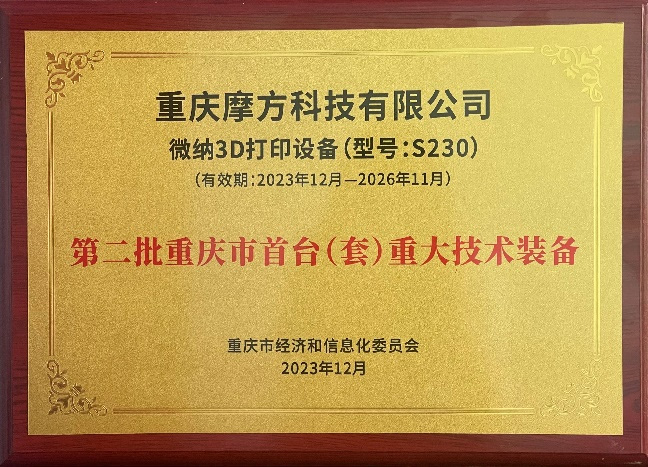 重庆摩方科技有限公司
微纳3D打印设备(型号:S230)
(有效期:2023年12月—2026年11月)
第二批重庆市首台(套)重大技术装备
重庆市经济和信息化委员会
2023年12月